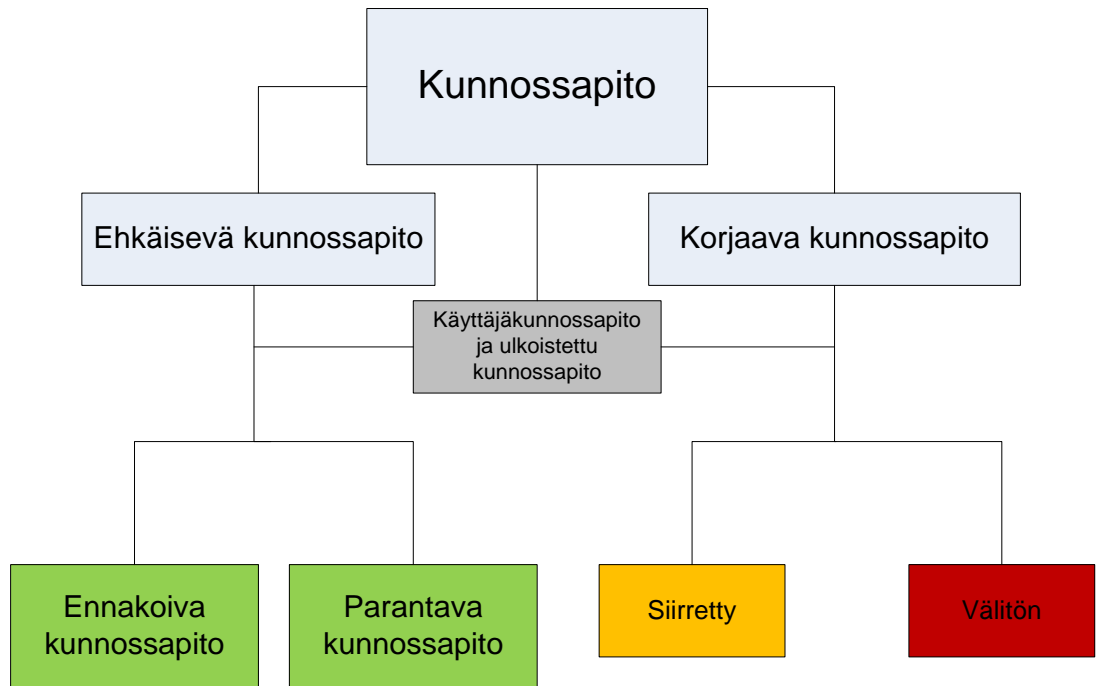 Kunnossapito
Ehkäisevä kunnossapito
Korjaava kunnossapito
Käyttäjäkunnossapito
ja ulkoistettu
kunnossapito
Ennakoiva
kunnossapito
Parantava
kunnossapito
Siirretty
Välitön